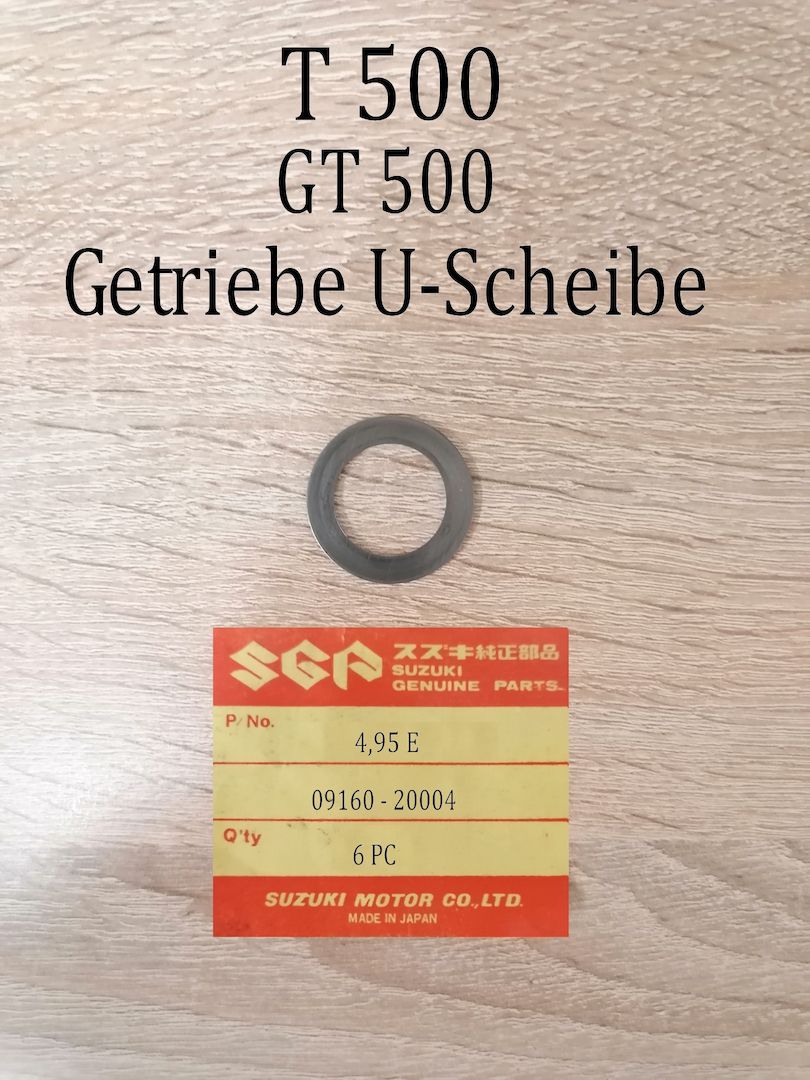 T 500
GT 500
Getriebe U-Scheibe
SGP スズキ純正部品
SUZUKI
GENUINE PARTS
P/No.
4,95 E
09160 - 20004
Q'ty
6 PC
SUZUKI MOTOR CO.,LTD.
MADE IN JAPAN